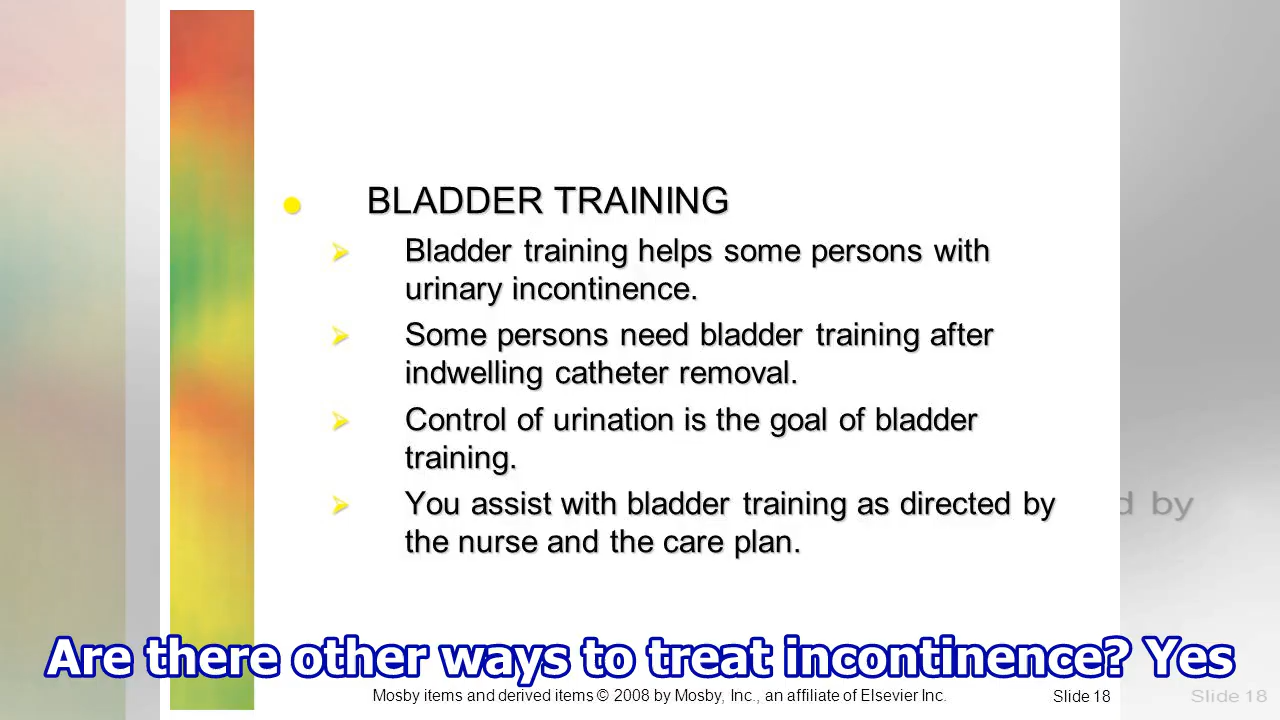 BLADDER TRAINING
Bladder training helps some persons with
urinary incontinence.
Some persons need bladder training after
indwelling catheter removal.
Control of urination is the goal of bladder
training.
You assist with bladder training as directed by
the nurse and the care plan.
d by
Are there other ways to treat incontinence? Yes
Mosby items and derived items © 2008 by Mosby, Inc., an affiliate of Elsevier Inc.
Slide 18
Slide 18